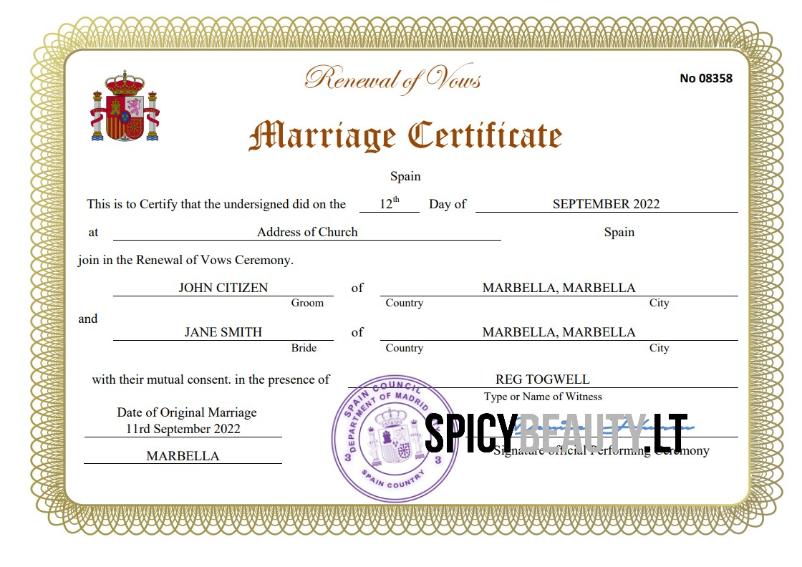 Renewal of Vows
No 08358
Marriage Certificate
Spain
This is to Certify that the undersigned did on the 12th Day of SEPTEMBER 2022
at Address of Church Spain
join in the Renewal of Vows Ceremony.
JOHN CITIZEN of MARBELLA, MARBELLA
Groom Country City
and
JANE SMITH of MARBELLA, MARBELLA
Bride Country City
with their mutual consent. in the presence of REG TOGWELL
Type or Name of Witness
Date of Original Marriage
11rd September 2022
MARBELLA
SPAIN COUNCIL
DEPARTMENT OF MADRID
3 3
SPAIN COUNTRY
SPICYBEAUTY.LT
Signature official Performing Ceremony